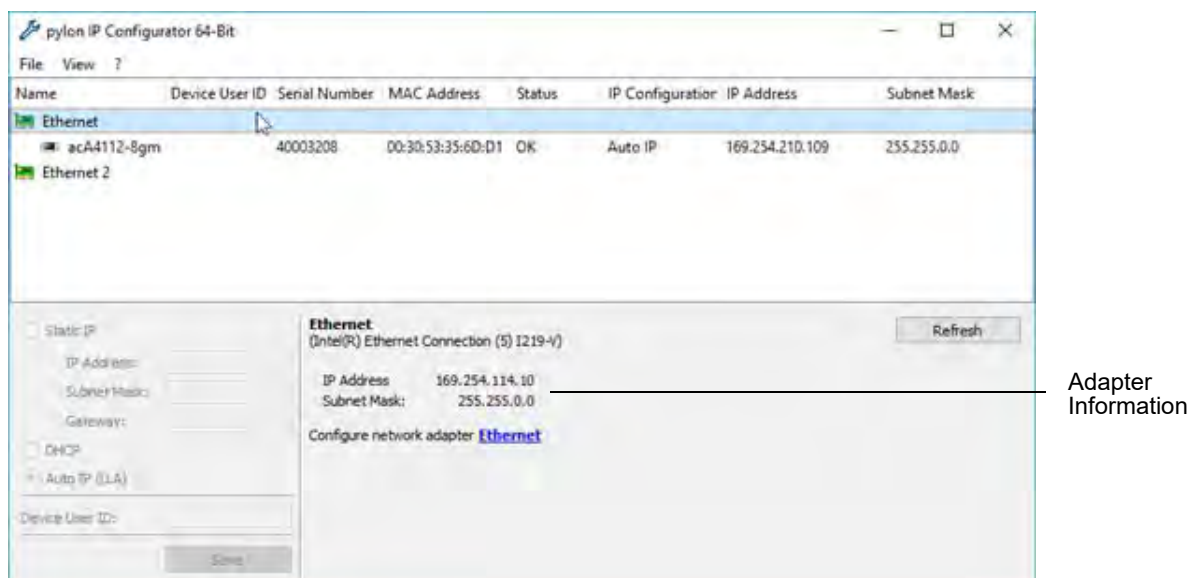 pylon IP Configurator 64-Bit
File View ?
Name Device User ID Serial Number MAC Address Status IP Configuration IP Address Subnet Mask
Ethernet
acA4112-8gm 40003208 00:30:53:35:6D:D1 OK Auto IP 169.254.210.109 255.255.0.0
Ethernet 2
Static IP
IP Address:
Subnet Mask:
Gateway:
DHCP
Auto IP (LLA)
Device User ID:
Save
Ethernet
(Intel(R) Ethernet Connection (5) I219-V)
IP Address 169.254.114.10
Subnet Mask: 255.255.0.0
Configure network adapter Ethernet
Refresh
Adapter
Information